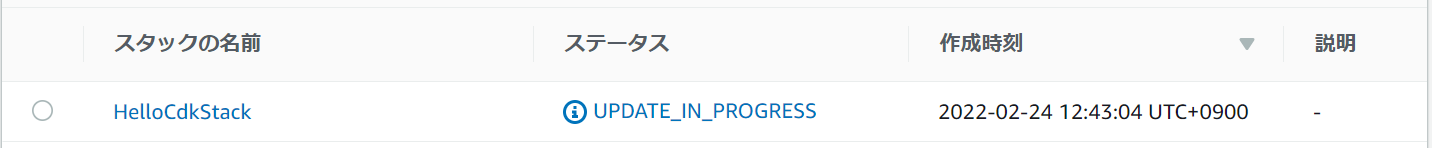 スタックの名前 ステータス 作成時刻 説明
HelloCdkStack UPDATE_IN_PROGRESS 2022-02-24 12:43:04 UTC+0900 -